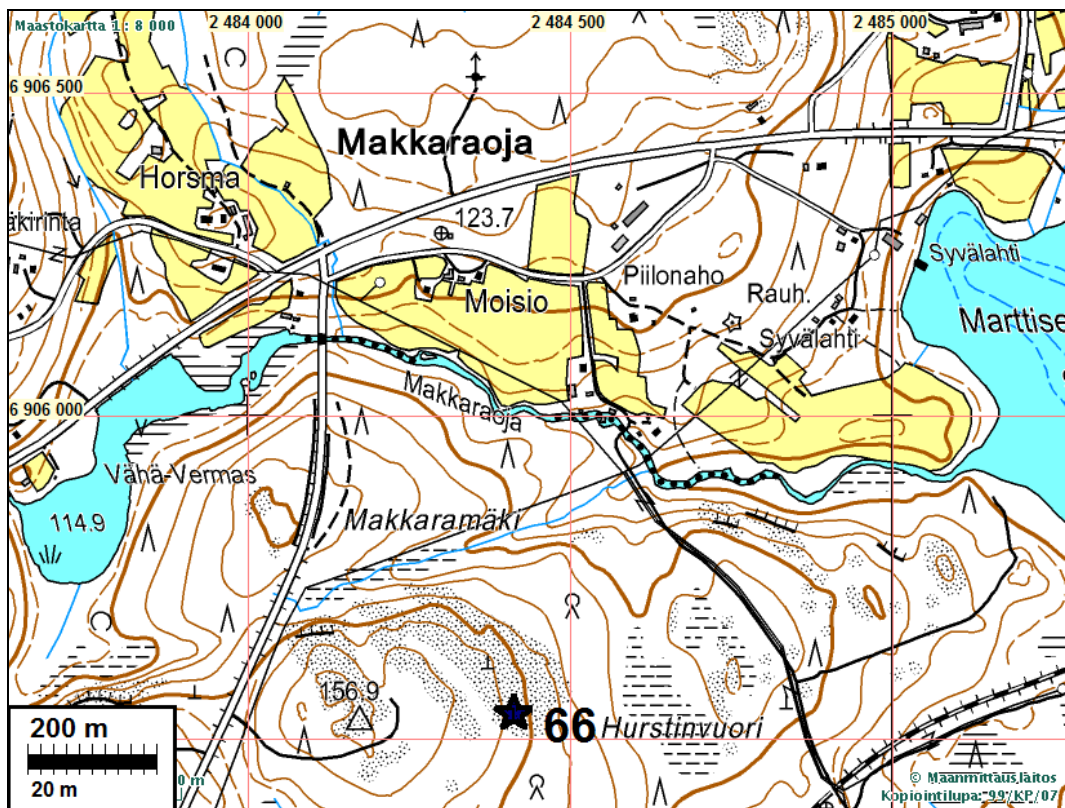 Maastokartta 1 : 8 000
2 484 000
2 484 500
2 485 000
6 906 500
Makkaraoja
Horsma
äkirinta
123.7
Syvälahti
Piilonaho
Moisio
Rauh.
Marttise
Syvälahti
Makkaraoja
6 906 000
Vähä-Vermas
114.9
Makkaramäki
156.9
66
Hurstinvuori
200 m
20 m
0 m
© Maanmittauslaitos
Kopiointilupa: 99/KP/07